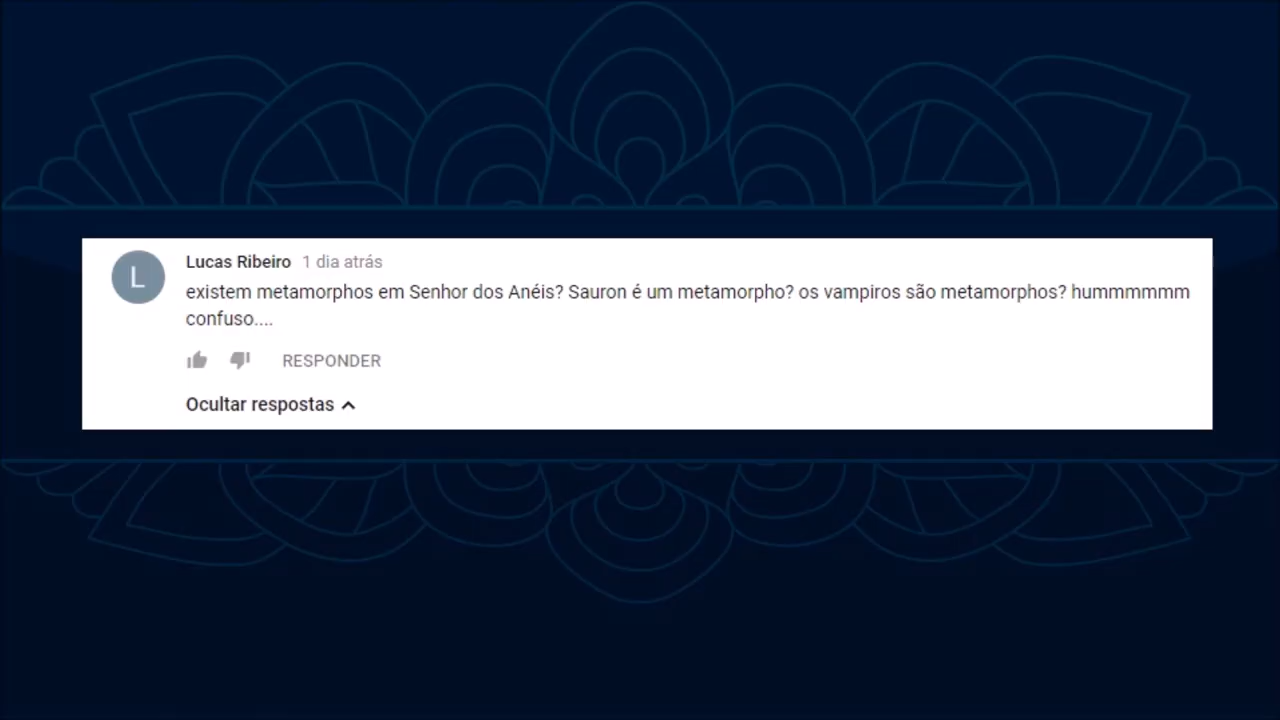 L
Lucas Ribeiro 1 dia atrás
existem metamorphos em Senhor dos Anéis? Sauron é um metamorpho? os vampiros são metamorphos? hummmmmm
confuso....
RESPONDER
Ocultar respostas